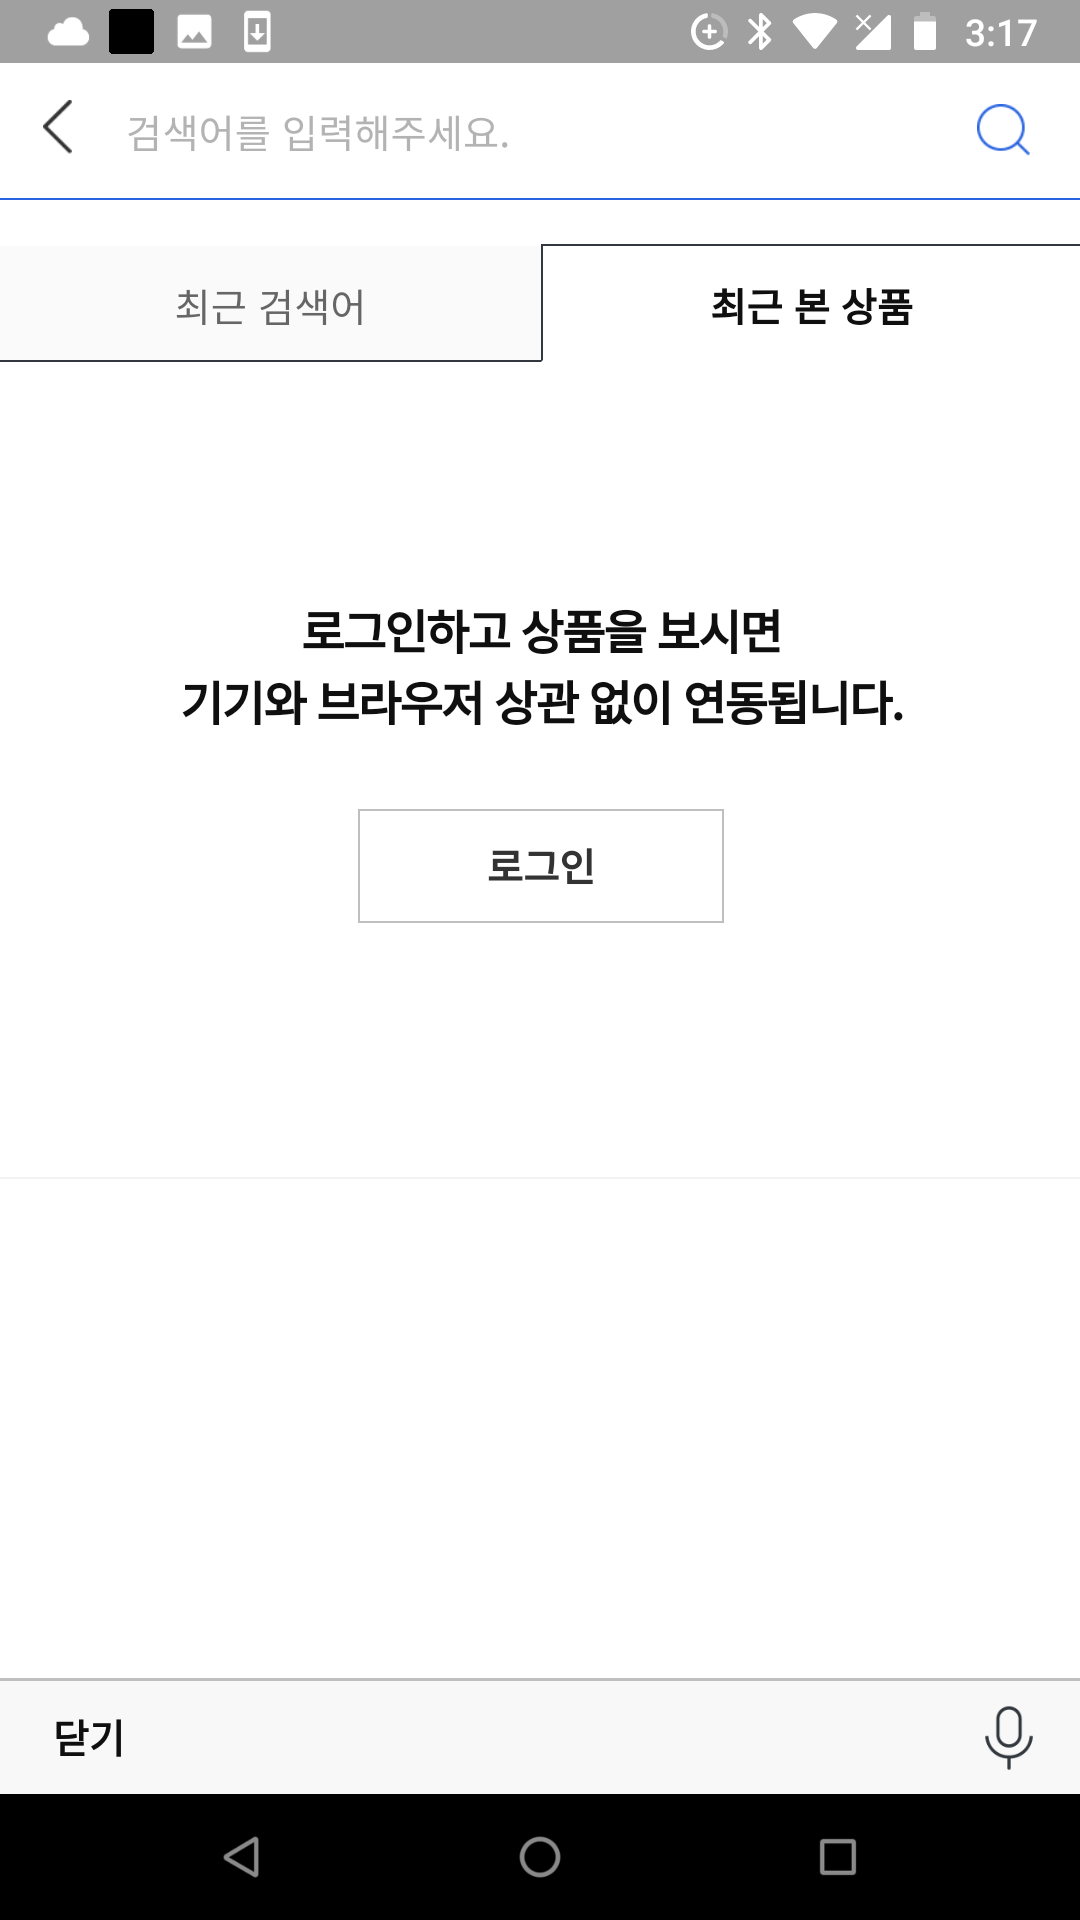 3:17
검색어를 입력해주세요.
최근 검색어
최근 본 상품
로그인하고 상품을 보시면
기기와 브라우저 상관 없이 연동됩니다.
로그인
닫기